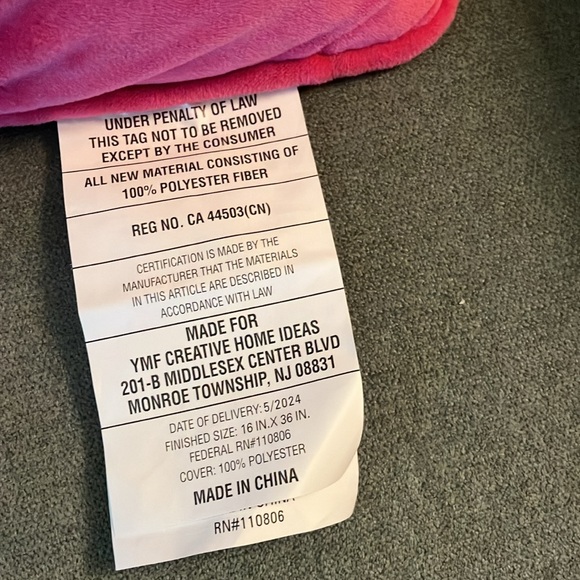 UNDER PENALTY OF LAW
THIS TAG NOT TO BE REMOVED
EXCEPT BY THE CONSUMER
ALL NEW MATERIAL CONSISTING OF
100% POLYESTER FIBER
REG NO. CA 44503(CN)
CERTIFICATION IS MADE BY THE
MANUFACTURER THAT THE MATERIALS
IN THIS ARTICLE ARE DESCRIBED IN
ACCORDANCE WITH LAW
MADE FOR
YMF CREATIVE HOME IDEAS
201-B MIDDLESEX CENTER BLVD
MONROE TOWNSHIP, NJ 08831
DATE OF DELIVERY: 5/2024
FINISHED SIZE: 16 IN.X 36 IN.
FEDERAL RN#110806
COVER: 100% POLYESTER
MADE IN CHINA
RN#110806